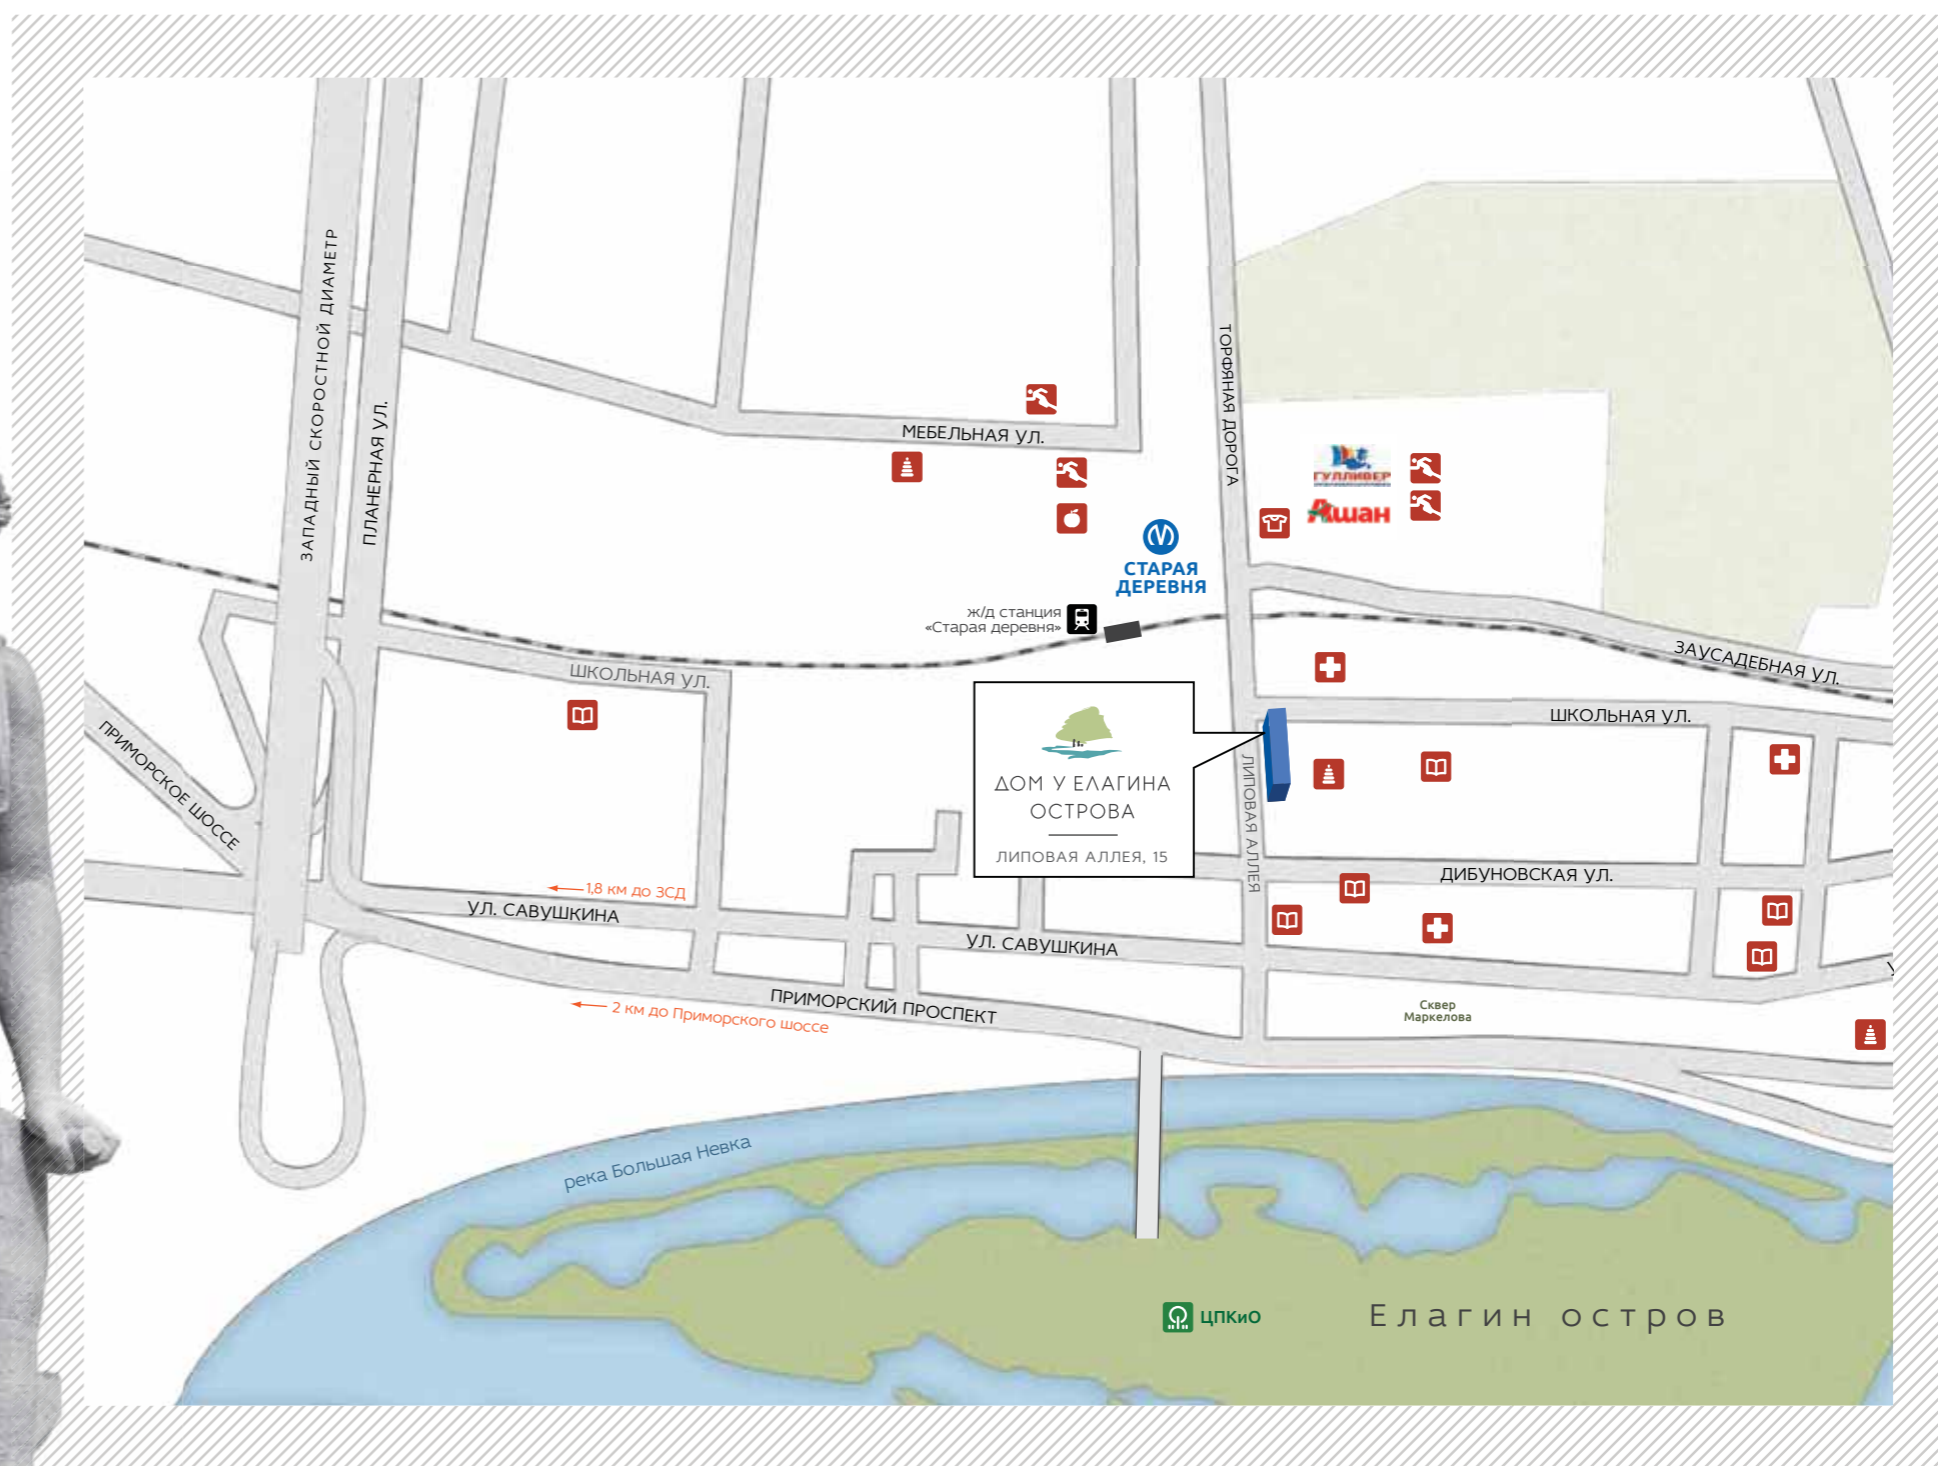 ЗАПАДНЫЙ СКОРОСТНОЙ ДИАМЕТР
ПЛАНЕРНАЯ УЛ.
ТОРФЯНАЯ ДОРОГА
МЕБЕЛЬНАЯ УЛ.
ГУЛЛИВЕР
Ашан
СТАРАЯ
ДЕРЕВНЯ
ж/д станция
«Старая деревня»
ЗАУСАДЕБНАЯ УЛ.
ШКОЛЬНАЯ УЛ.
ШКОЛЬНАЯ УЛ.
ПРИМОРСКОЕ ШОССЕ
ДОМ У ЕЛАГИНА
ОСТРОВА
ЛИПОВАЯ АЛЛЕЯ, 15
ЛИПОВАЯ АЛЛЕЯ
ДИБУНОВСКАЯ УЛ.
1,8 км до ЗСД
УЛ. САВУШКИНА
УЛ. САВУШКИНА
ПРИМОРСКИЙ ПРОСПЕКТ
2 км до Приморского шоссе
Сквер
Маркелова
река Большая Невка
ЦПКиО
Елагин остров